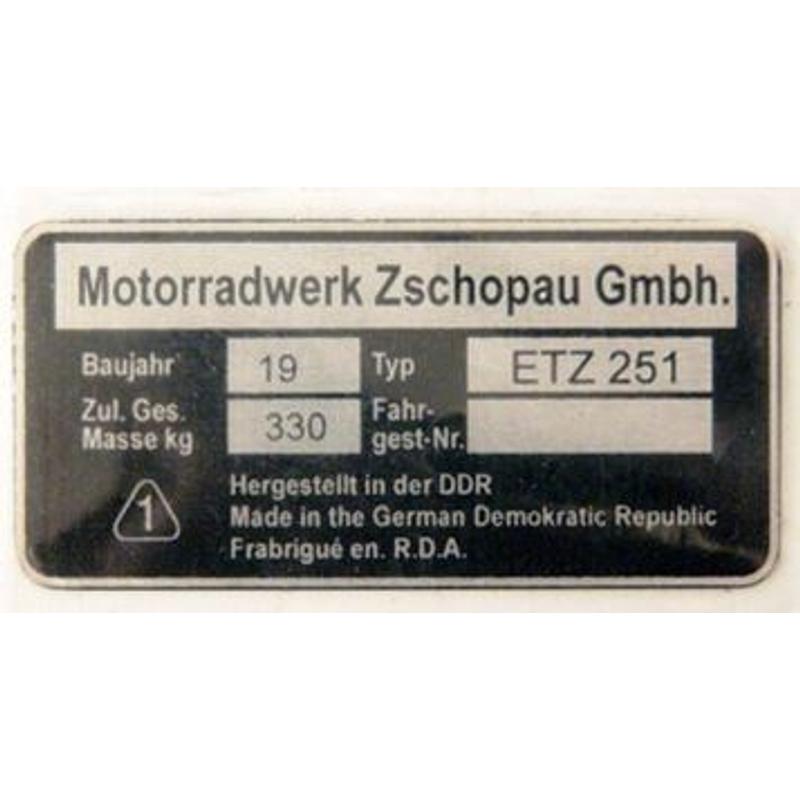 Motorradwerk Zschopau Gmbh.
Baujahr 19 Typ ETZ 251
Zul. Ges. Masse kg 330 Fahr-gest-Nr.
1
Hergestellt in der DDR
Made in the German Demokratic Republic
Frabrigué en. R.D.A.